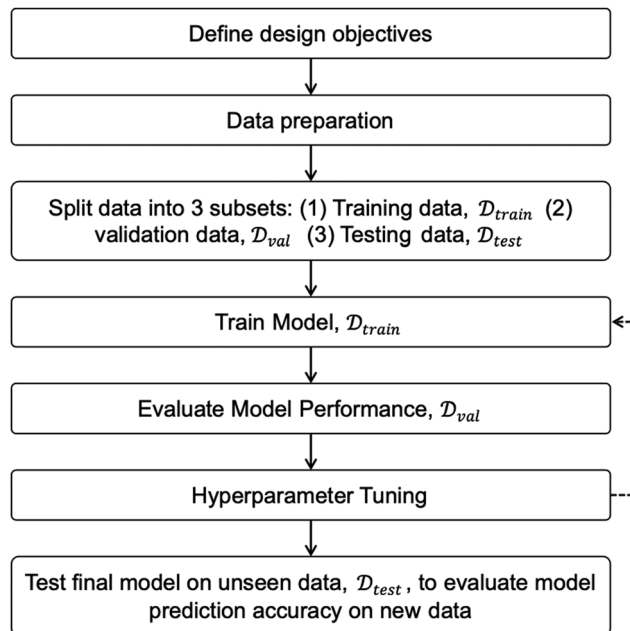 Define design objectives
Data preparation
Split data into 3 subsets: (1) Training data, 𝒟train (2)
validation data, 𝒟val (3) Testing data, 𝒟test
Train Model, 𝒟train
Evaluate Model Performance, 𝒟val
Hyperparameter Tuning
Test final model on unseen data, 𝒟test, to evaluate model
prediction accuracy on new data